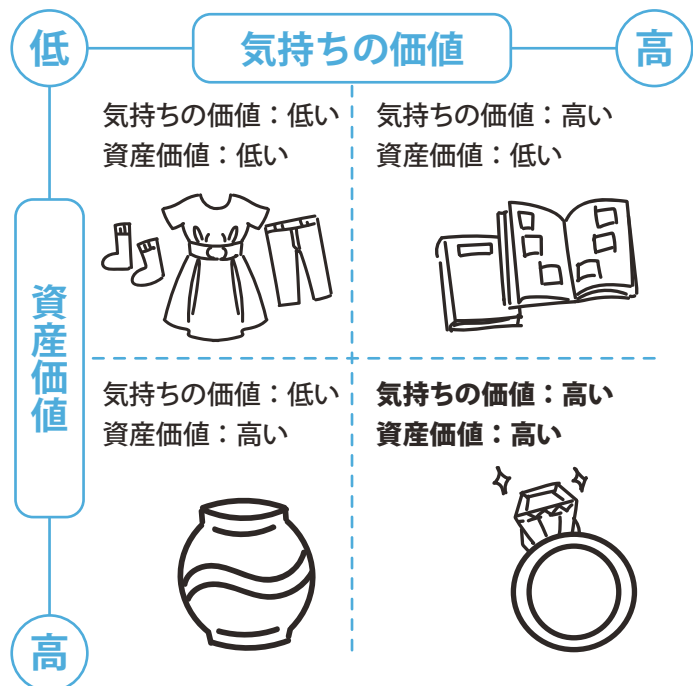 低
気持ちの価値
高
気持ちの価値：低い
資産価値：低い
気持ちの価値：高い
資産価値：低い
資産価値
気持ちの価値：低い
資産価値：高い
気持ちの価値：高い
資産価値：高い
高